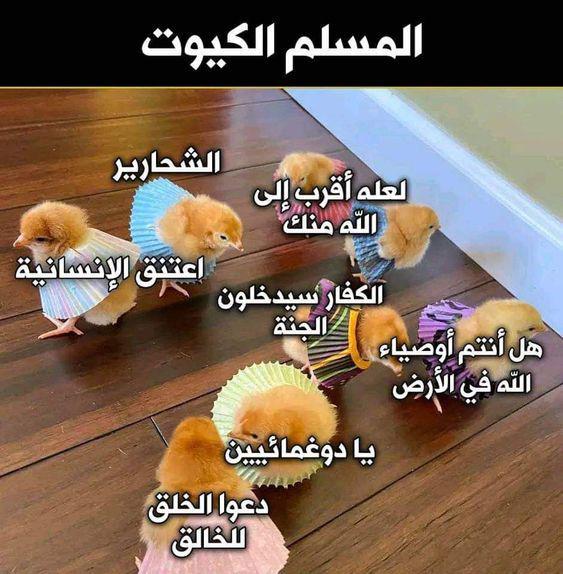 المسلم الكيوت
الشحارير
لعله أقرب إلى
الله منك
اعتنق الإنسانية
الكفار سيدخلون
الجنة
هل أنتم أوصياء
الله في الأرض
يا دوغمائيين
دعوا الخلق
للخالق